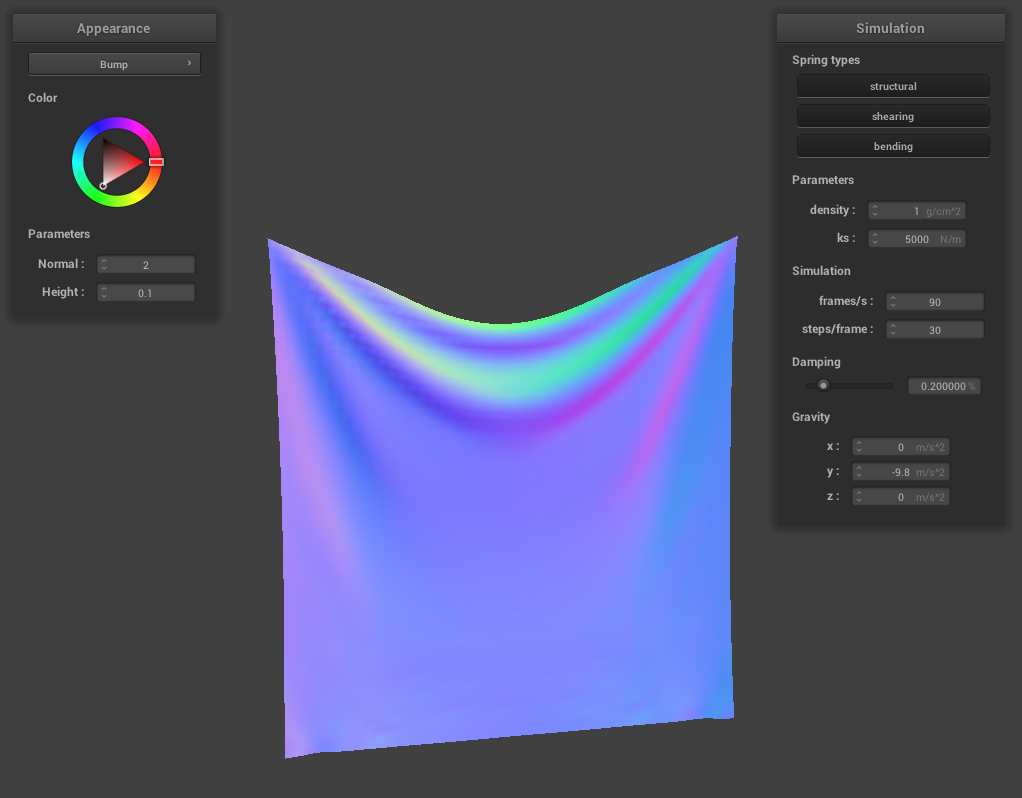 Appearance
Bump ›
Color
Parameters
Normal : 2
Height : 0.1
Simulation
Spring types
structural
shearing
bending
Parameters
density : 1 g/cm^2
ks : 5000 N/m
Simulation
frames/s : 90
steps/frame : 30
Damping
0.200000 %
Gravity
x : 0 m/s^2
y : -9.8 m/s^2
z : 0 m/s^2